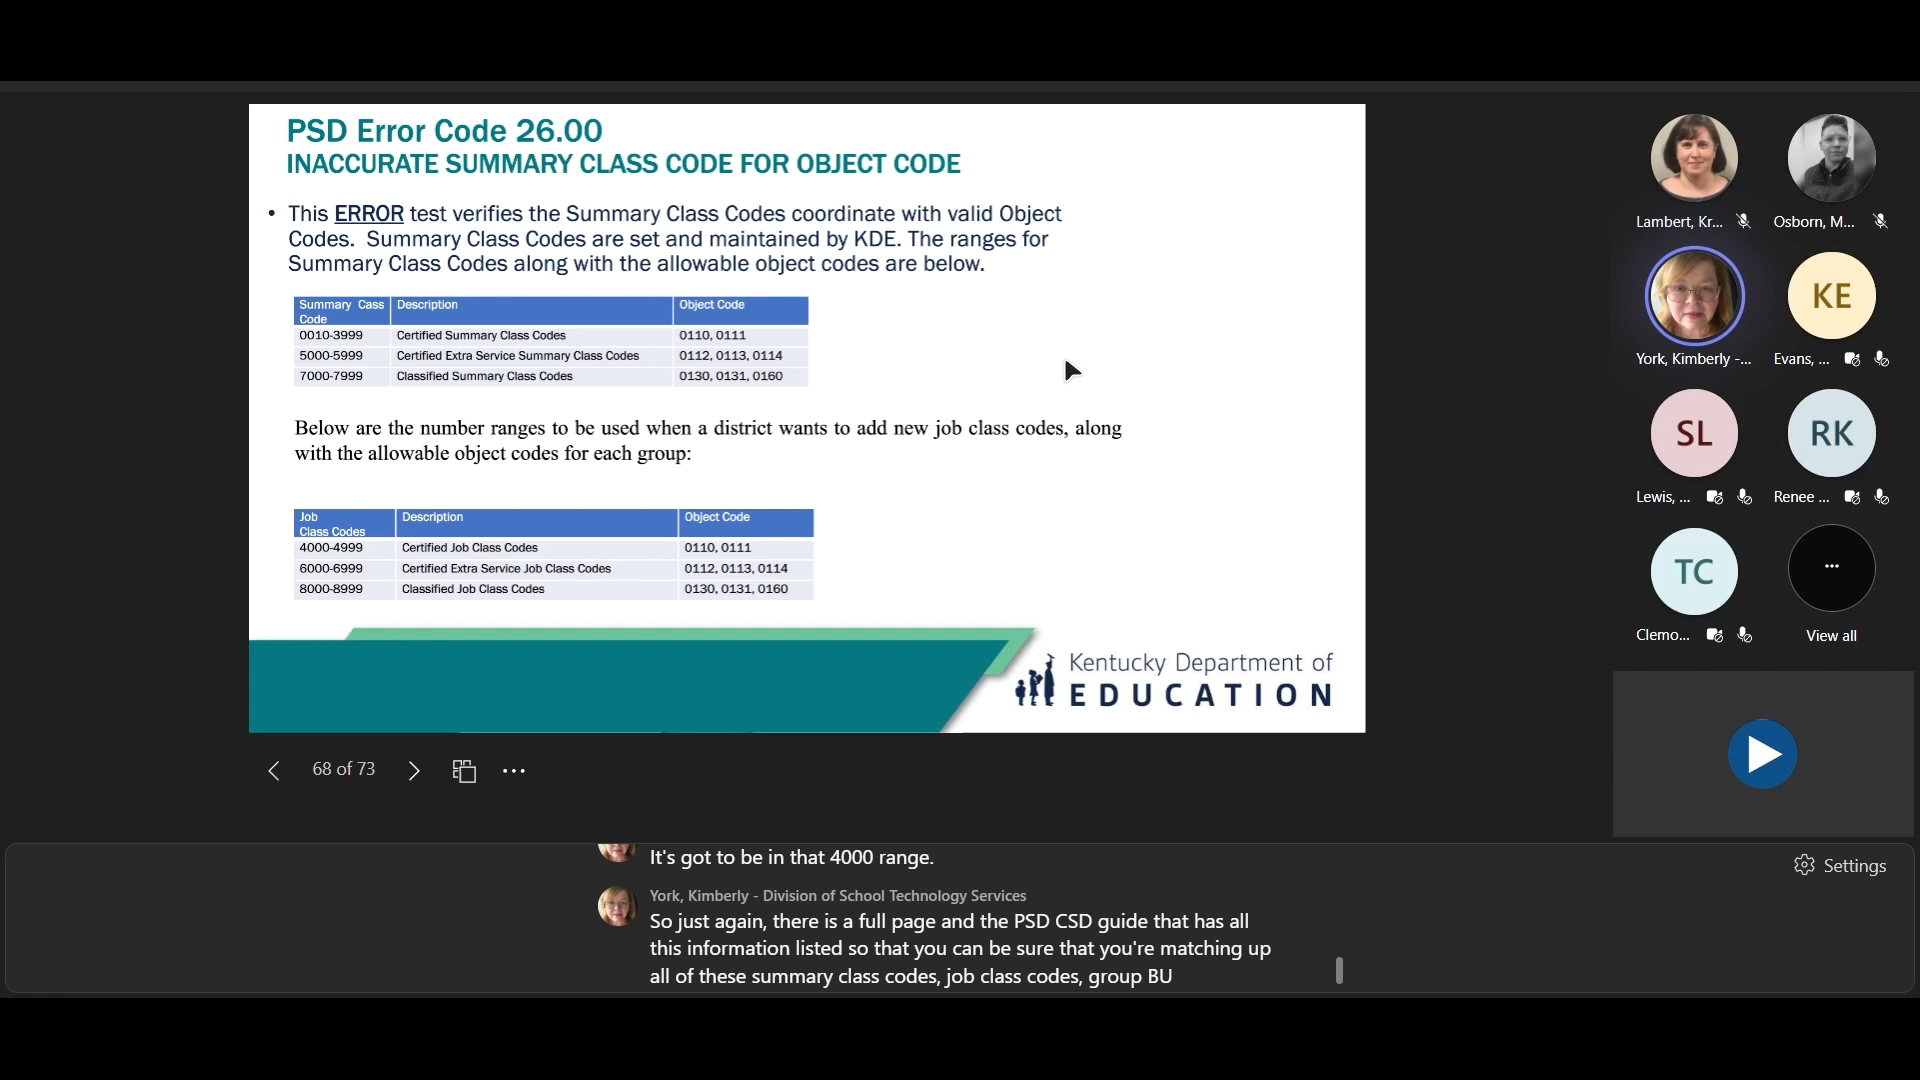 PSD Error Code 26.00
INACCURATE SUMMARY CLASS CODE FOR OBJECT CODE
• This ERROR test verifies the Summary Class Codes coordinate with valid Object
Codes. Summary Class Codes are set and maintained by KDE. The ranges for
Summary Class Codes along with the allowable object codes are below.
Summary Cass Code Description Object Code
0010-3999 Certified Summary Class Codes 0110, 0111
5000-5999 Certified Extra Service Summary Class Codes 0112, 0113, 0114
7000-7999 Classified Summary Class Codes 0130, 0131, 0160
Below are the number ranges to be used when a district wants to add new job class codes, along
with the allowable object codes for each group:
Job Class Codes Description Object Code
4000-4999 Certified Job Class Codes 0110, 0111
6000-6999 Certified Extra Service Job Class Codes 0112, 0113, 0114
8000-8999 Classified Job Class Codes 0130, 0131, 0160
Kentucky Department of
EDUCATION
68 of 73
Lambert, Kr...
Osborn, M...
York, Kimberly -...
KE
Evans, ...
SL
Lewis, ...
RK
Renee ...
TC
Clemo...
View all
It's got to be in that 4000 range.
Settings
York, Kimberly - Division of School Technology Services
So just again, there is a full page and the PSD CSD guide that has all
this information listed so that you can be sure that you're matching up
all of these summary class codes, job class codes, group BU